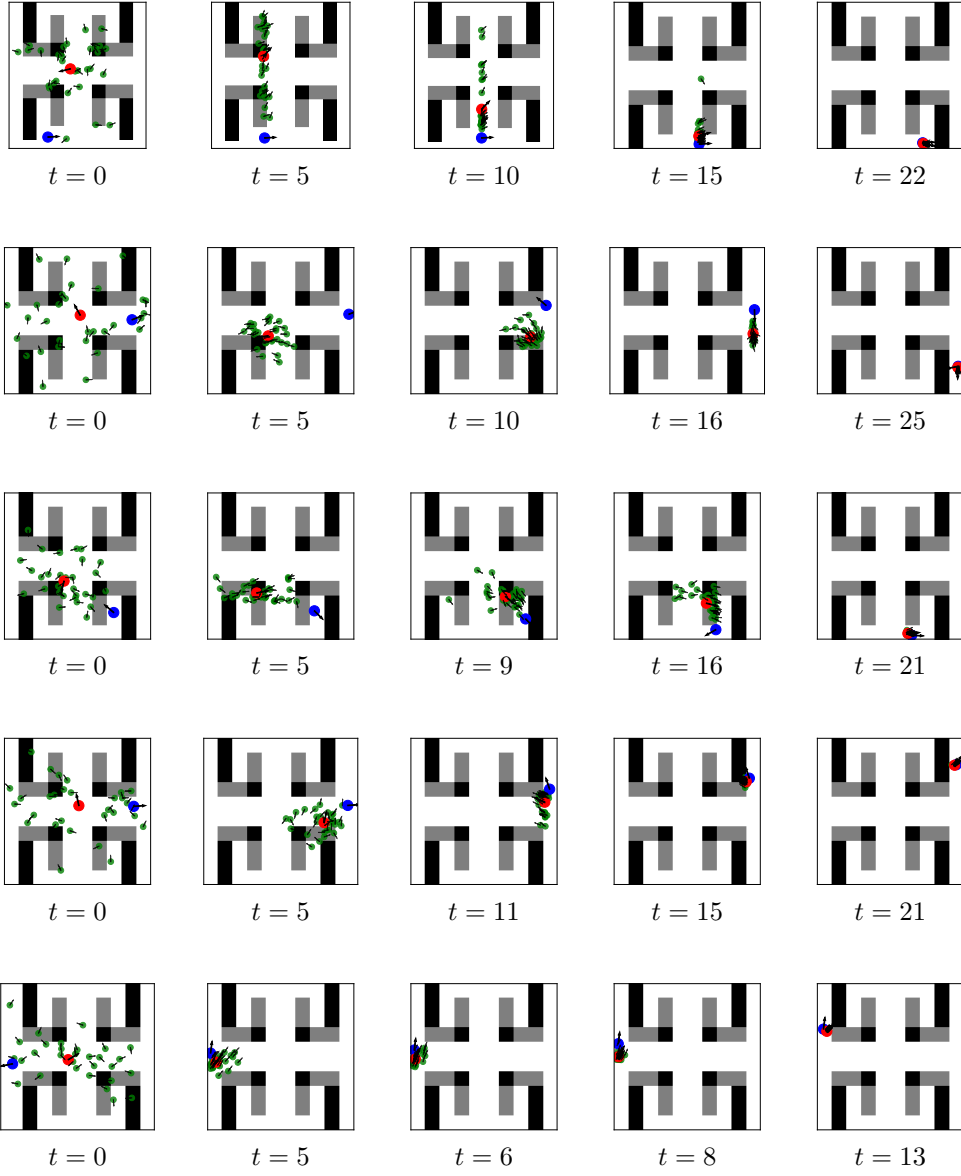 t = 0 t = 5 t = 10 t = 15 t = 22
t = 0 t = 5 t = 10 t = 16 t = 25
t = 0 t = 5 t = 9 t = 16 t = 21
t = 0 t = 5 t = 11 t = 15 t = 21
t = 0 t = 5 t = 6 t = 8 t = 13